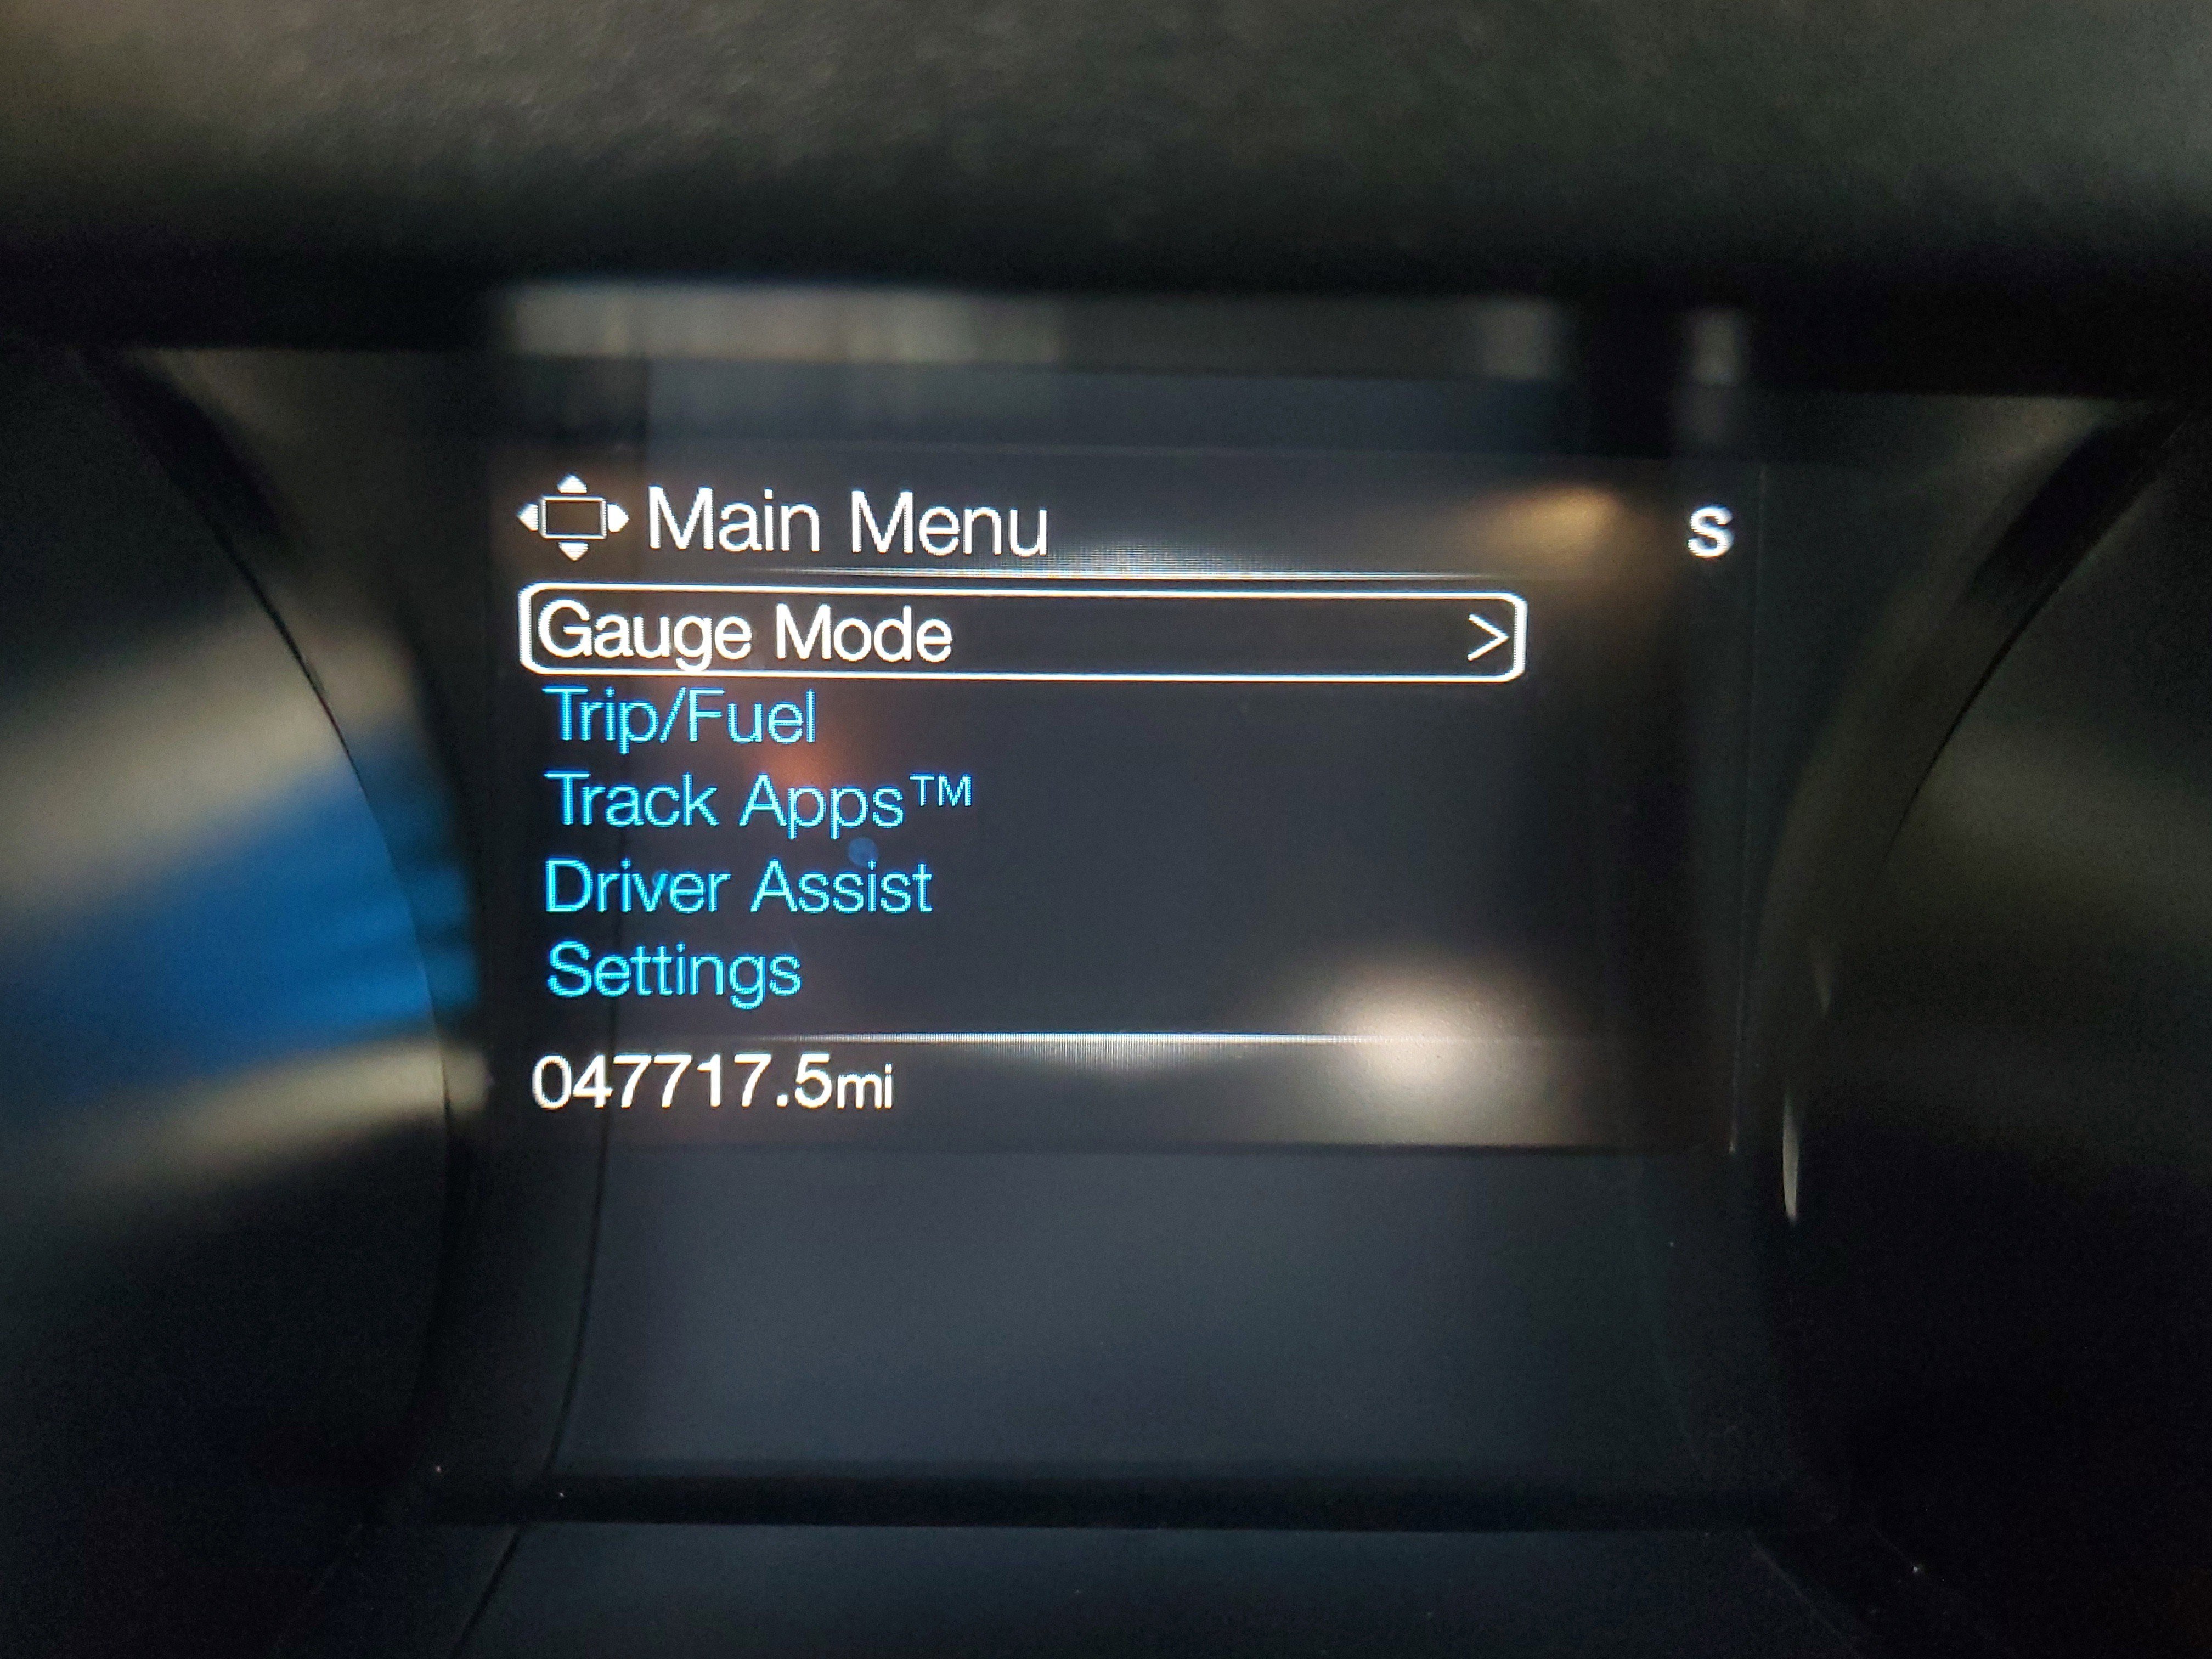 Main Menu S
Gauge Mode >
Trip/Fuel
Track Apps™
Driver Assist
Settings
047717.5mi